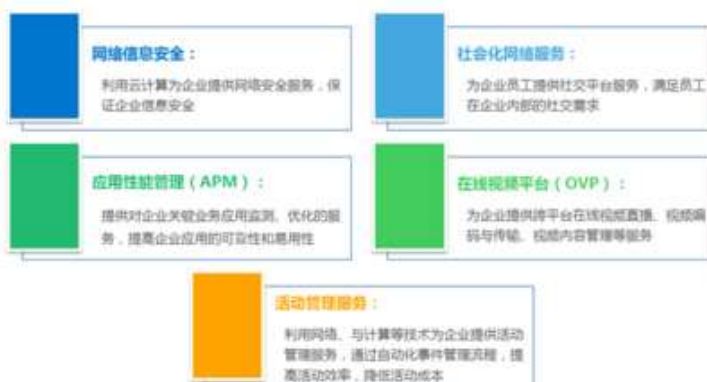 网络信息安全：
利用云计算为企业提供网络安全服务，保
证企业信息安全
社会化网络服务：
为企业员工提供社交平台服务，满足员工
在企业内部的社交需求
应用性能管理（APM）：
提供对企业关键业务应用监测、优化的服
务，提高企业应用的可靠性和易用性
在线视频平台（OVP）：
为企业提供跨平台在线视频直播、视频编
码与传输、视频内容管理等服务
活动管理服务：
利用网络、与计算等技术为企业提供活动
管理服务，通过自动化事件管理流程，提
高活动效率，降低活动成本